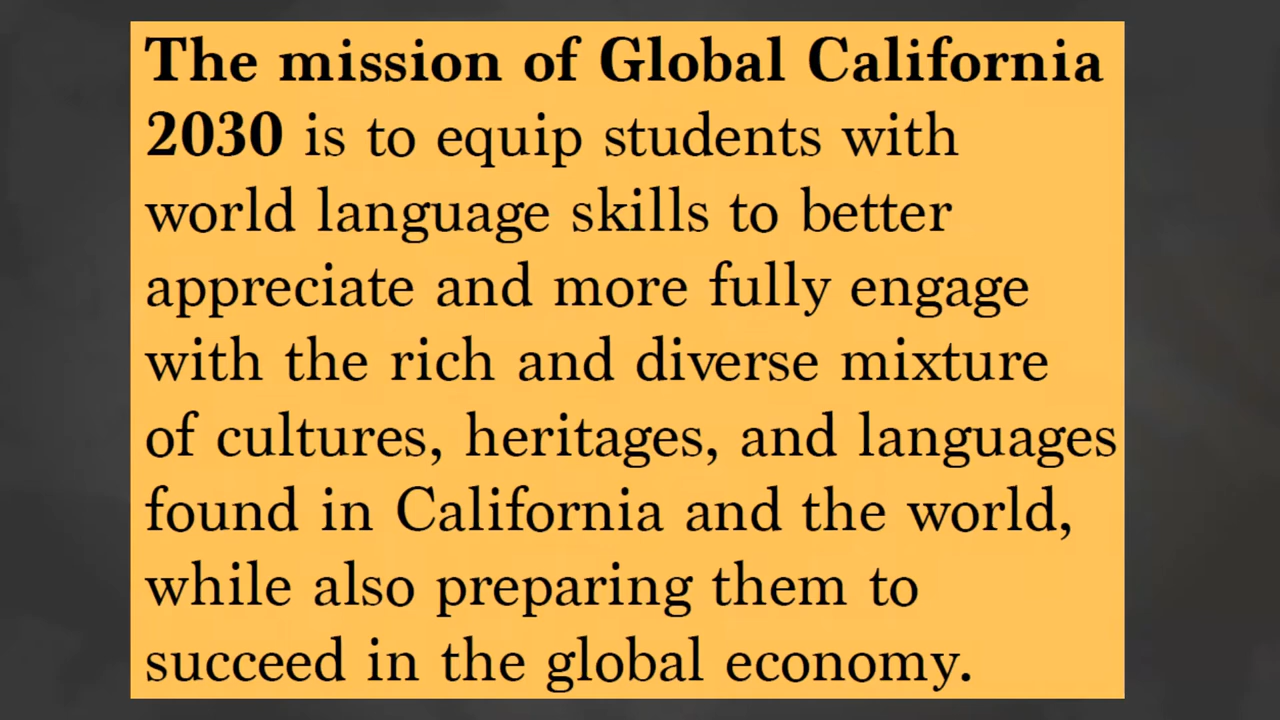 The mission of Global California
2030 is to equip students with
world language skills to better
appreciate and more fully engage
with the rich and diverse mixture
of cultures, heritages, and languages
found in California and the world,
while also preparing them to
succeed in the global economy.